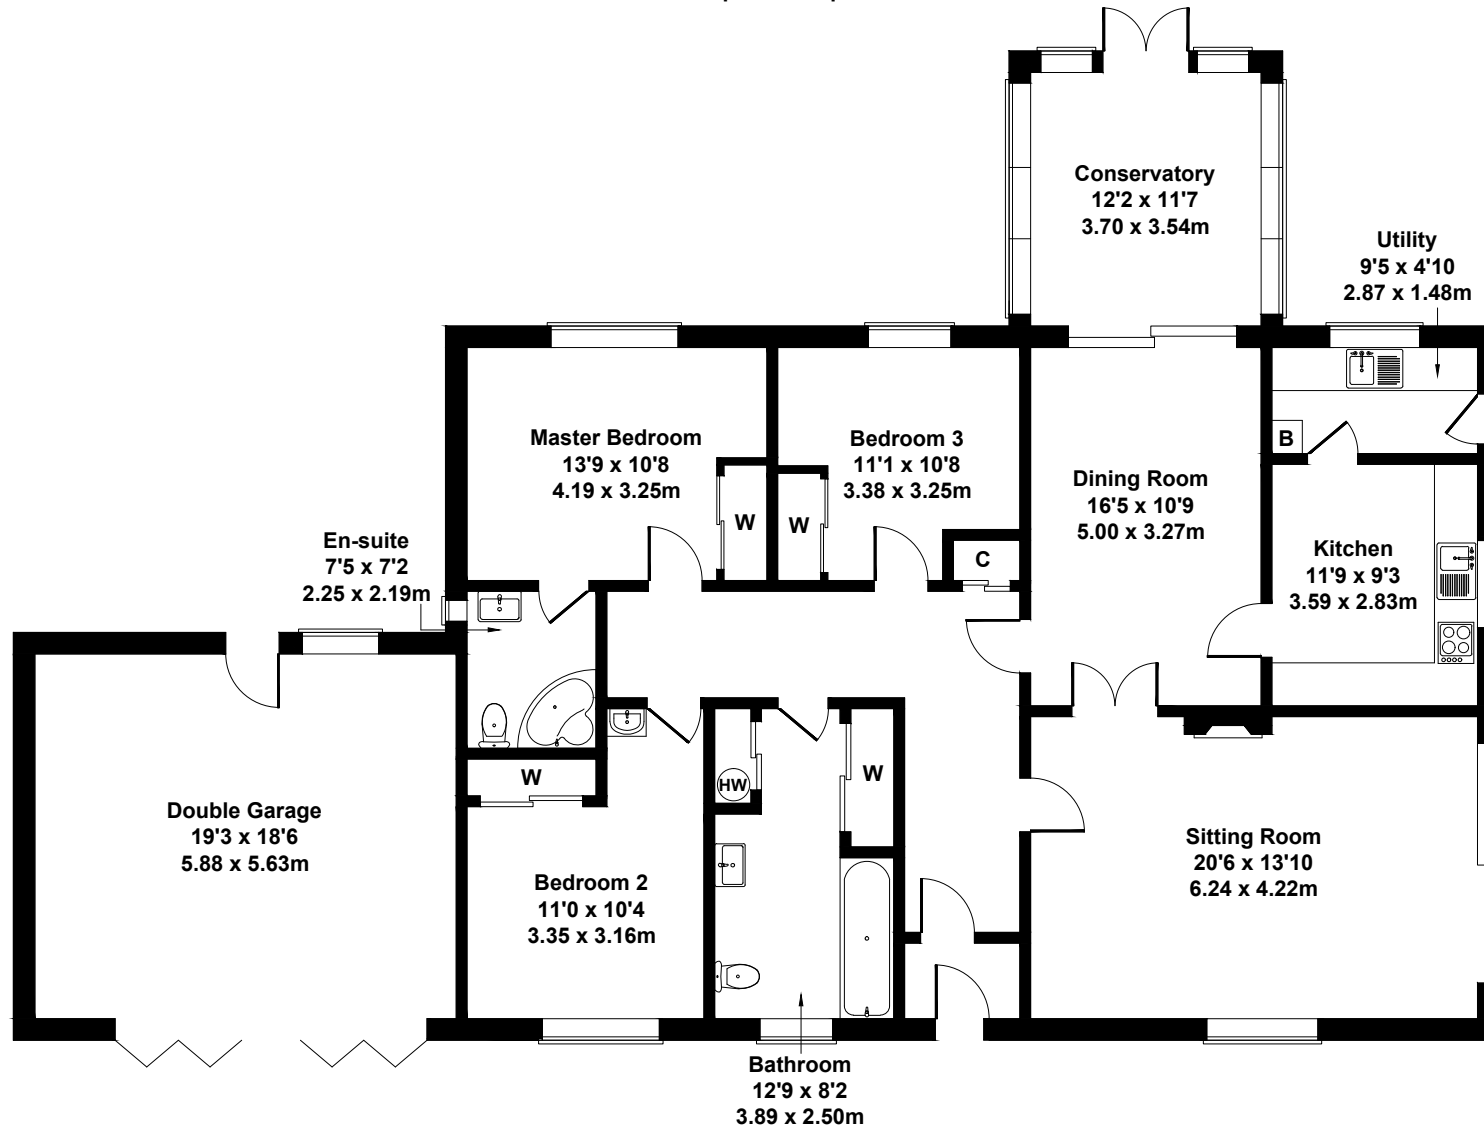 Conservatory
12'2 x 11'7
3.70 x 3.54m
Utility
9'5 x 4'10
2.87 x 1.48m
Master Bedroom
13'9 x 10'8
4.19 x 3.25m
W
Bedroom 3
11'1 x 10'8
3.38 x 3.25m
W
C
Dining Room
16'5 x 10'9
5.00 x 3.27m
B
Kitchen
11'9 x 9'3
3.59 x 2.83m
En-suite
7'5 x 7'2
2.25 x 2.19m
W
HW
W
Double Garage
19'3 x 18'6
5.88 x 5.63m
Bedroom 2
11'0 x 10'4
3.35 x 3.16m
Sitting Room
20'6 x 13'10
6.24 x 4.22m
Bathroom
12'9 x 8'2
3.89 x 2.50m